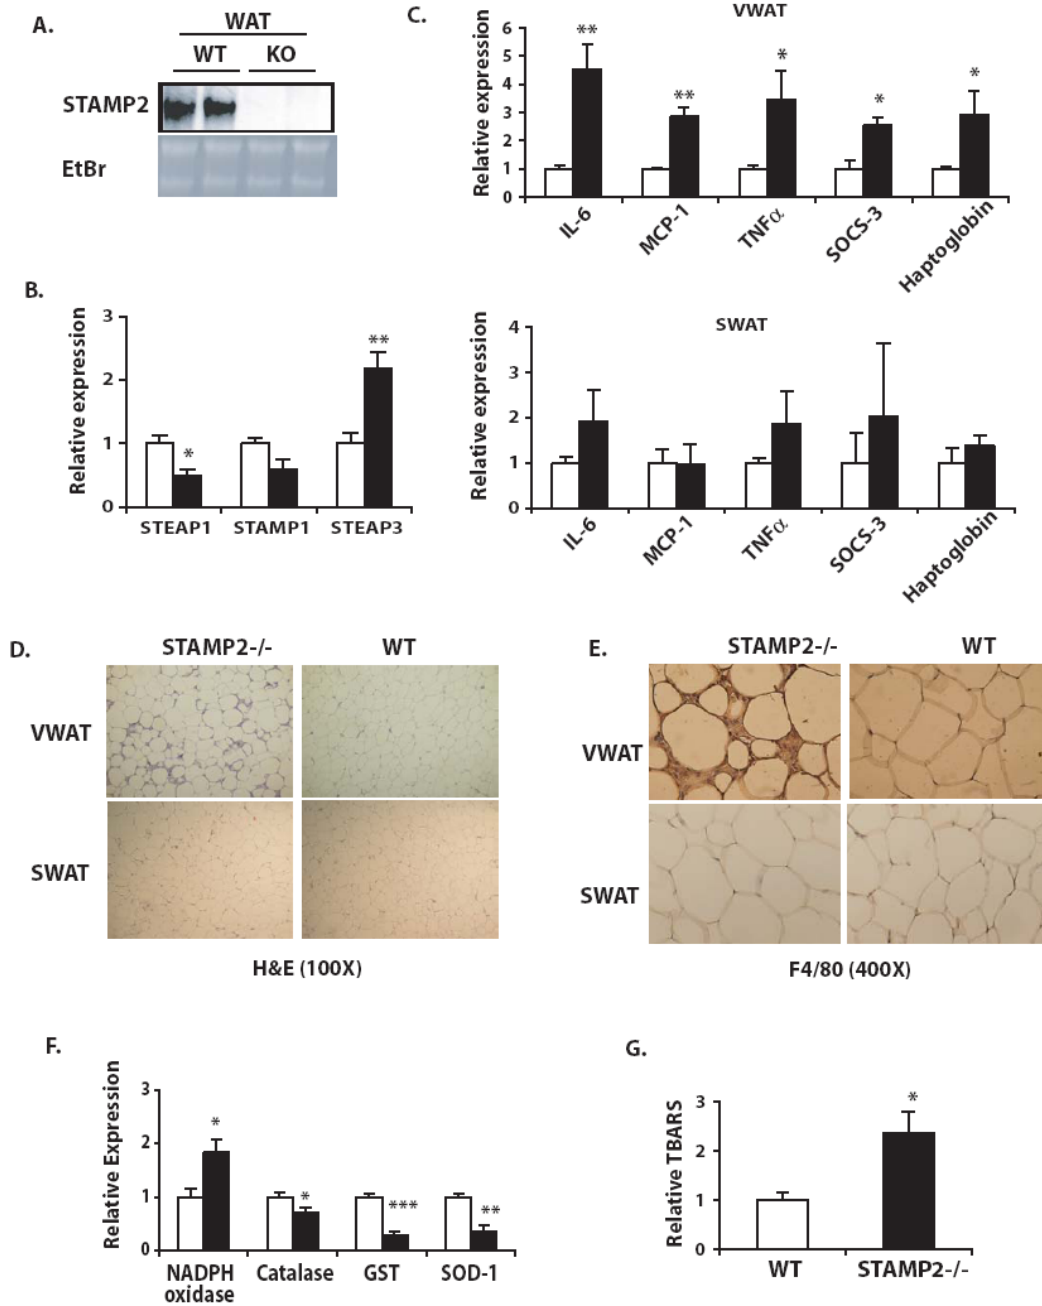 A.
WAT
WT KO
STAMP2
EtBr
B.
Relative expression
3
2
1
0
*
**
STEAP1 STAMP1 STEAP3
C.
VWAT
Relative expression
6
5
4
3
2
1
0
**
**
*
*
*
IL-6 MCP-1 TNFα SOCS-3 Haptoglobin
SWAT
Relative expression
4
3
2
1
0
IL-6 MCP-1 TNFα SOCS-3 Haptoglobin
D.
STAMP2-/- WT
VWAT
SWAT
H&E (100X)
E.
STAMP2-/- WT
VWAT
SWAT
F4/80 (400X)
F.
Relative Expression
3
2
1
0
*
*
***
**
NADPH oxidase Catalase GST SOD-1
G.
Relative TBARS
3
2
1
0
*
WT STAMP2-/-